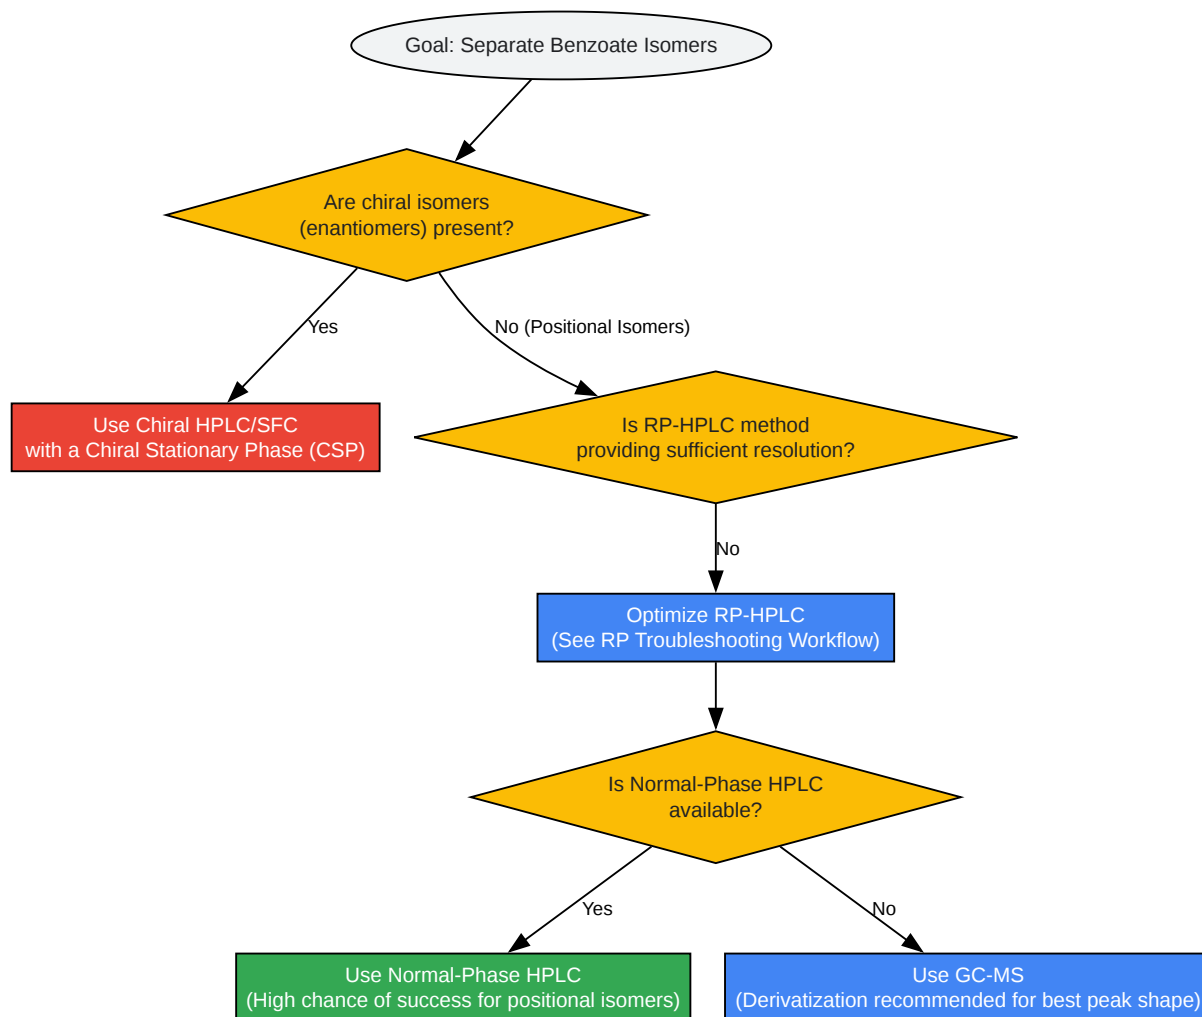 Goal: Separate Benzoate Isomers
Are chiral isomers
(enantiomers) present?
Yes
No (Positional Isomers)
Use Chiral HPLC/SFC
with a Chiral Stationary Phase (CSP)
Is RP-HPLC method
providing sufficient resolution?
No
Optimize RP-HPLC
(See RP Troubleshooting Workflow)
Is Normal-Phase HPLC
available?
Yes
No
Use Normal-Phase HPLC
(High chance of success for positional isomers)
Use GC-MS
(Derivatization recommended for best peak shape)